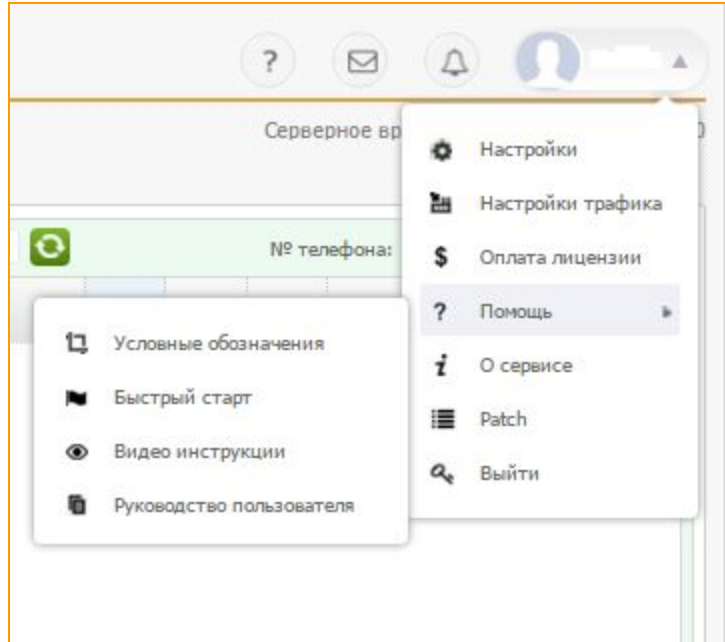 ?
Серверное вр
Настройки
Настройки трафика
№ телефона:
$ Оплата лицензии
? Помощь
Условные обозначения
i О сервисе
Быстрый старт
Patch
Видео инструкции
Выйти
Руководство пользователя